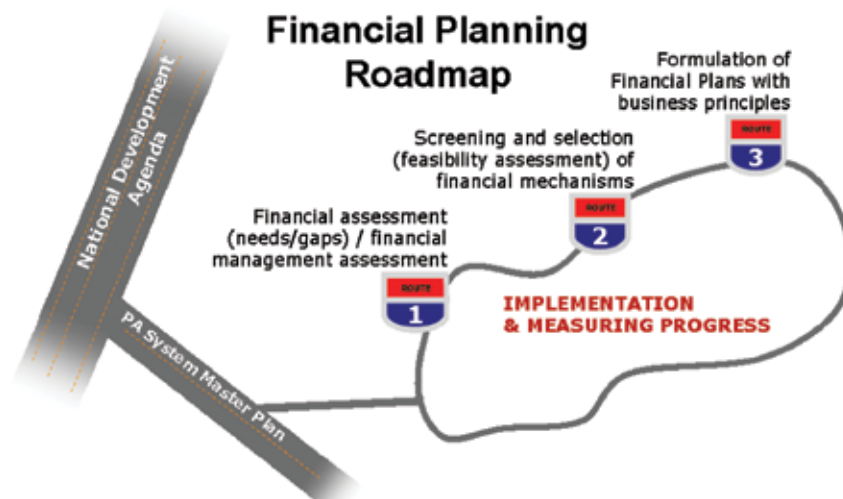 Financial Planning
Roadmap
National Development
Agenda
PA System Master Plan
Formulation of
Financial Plans with
business principles
ROUTE
3
Screening and selection
(feasibility assessment) of
financial mechanisms
ROUTE
2
Financial assessment
(needs/gaps) / financial
management assessment
ROUTE
1
IMPLEMENTATION
& MEASURING PROGRESS